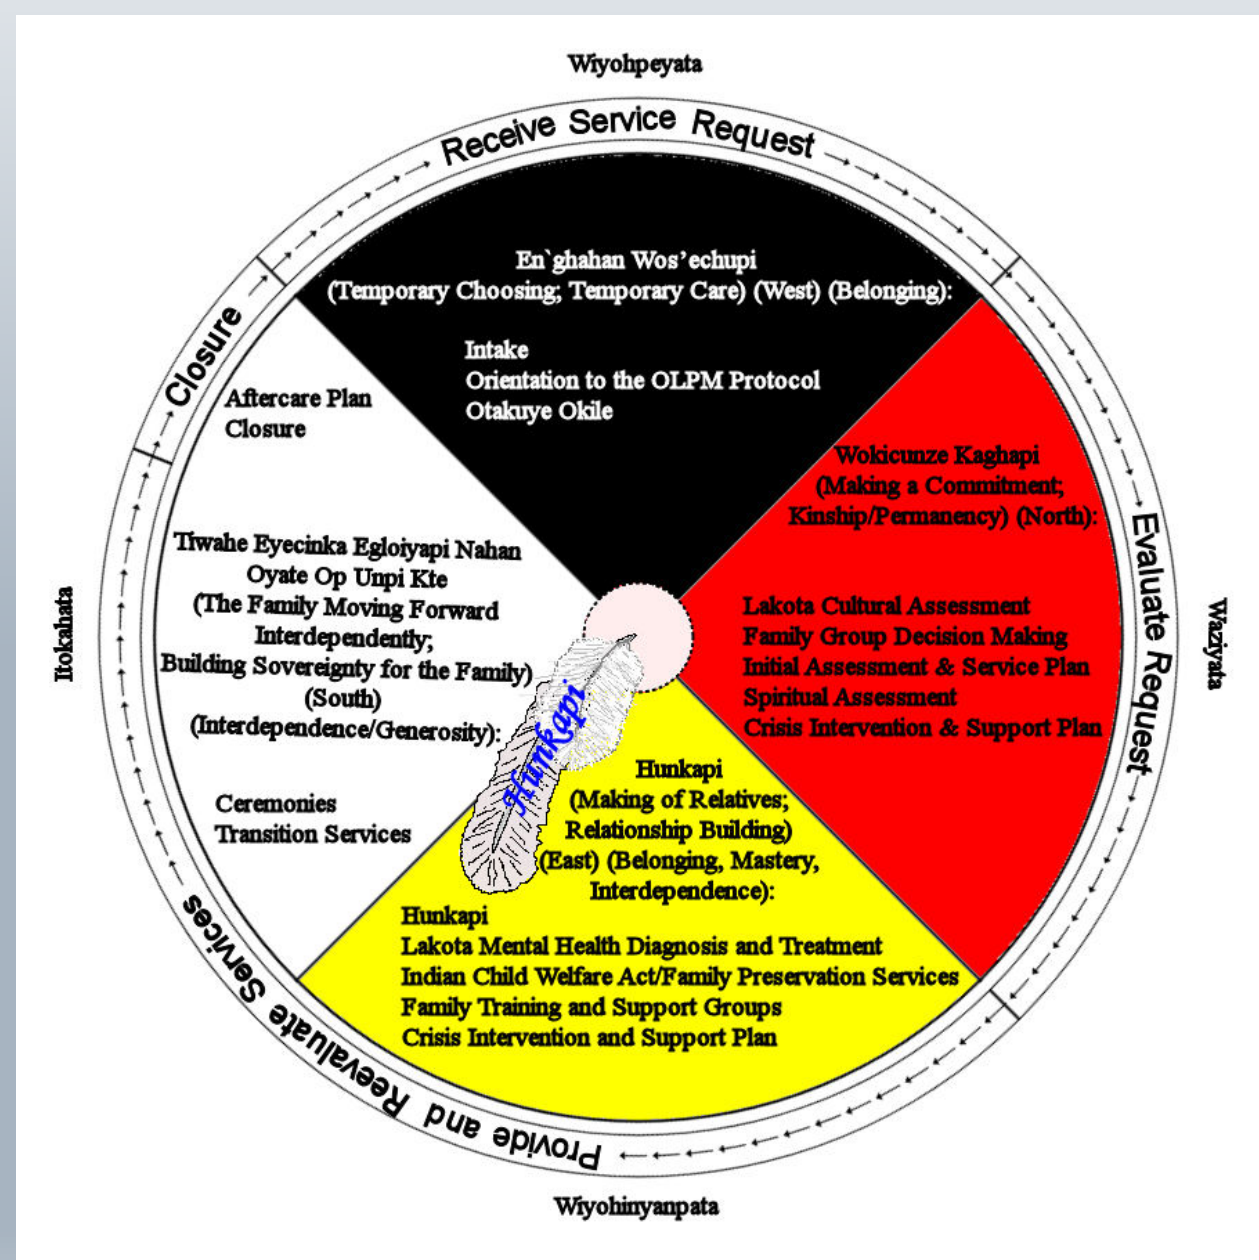 Wiyohpeyata
Receive Service Request
En`ghahan Wos'echupi
(Temporary Choosing; Temporary Care) (West) (Belonging):
Intake
Orientation to the OLPM Protocol
Otakuye Okile
Waziyata
Evaluate Request
Wokicunze Kaghapi
(Making a Commitment;
Kinship/Permanency) (North):
Lakota Cultural Assessment
Family Group Decision Making
Initial Assessment & Service Plan
Spiritual Assessment
Crisis Intervention & Support Plan
Wiyohinyanpata
Provide and Reevaluate Services
Hunkapi
Hunkapi
(Making of Relatives;
Relationship Building)
(East) (Belonging, Mastery,
Interdependence):
Hunkapi
Lakota Mental Health Diagnosis and Treatment
Indian Child Welfare Act/Family Preservation Services
Family Training and Support Groups
Crisis Intervention and Support Plan
Itokahata
Tiwahe Eyecinka Egloiyapi Nahan
Oyate Op Unpi Kte
(The Family Moving Forward
Interdependently;
Building Sovereignty for the Family)
(South)
(Interdependence/Generosity):
Ceremonies
Transition Services
Closure
Aftercare Plan
Closure